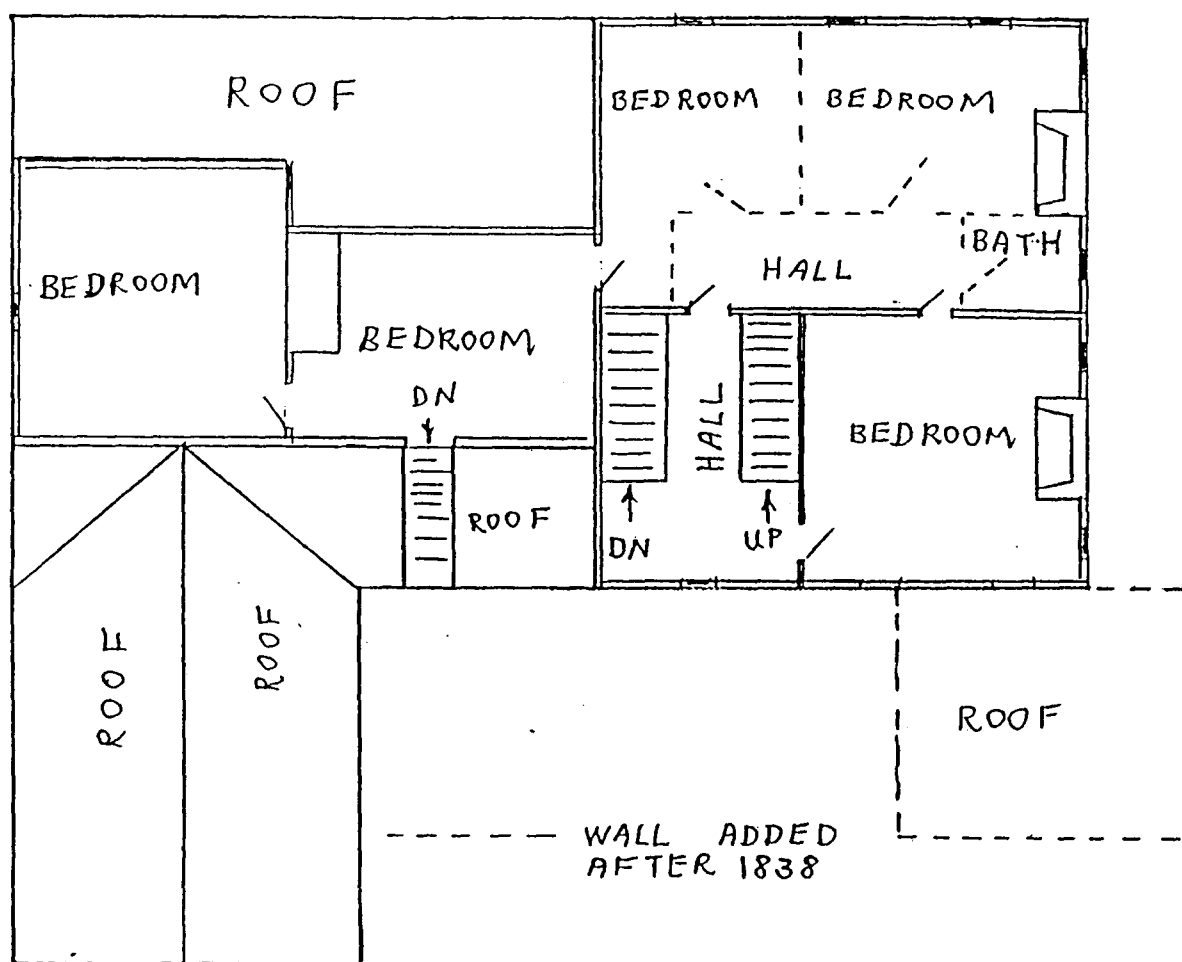 ROOF
BEDROOM
BEDROOM
BATH
HALL
BEDROOM
BEDROOM
DN
HALL
BEDROOM
ROOF
DN
UP
ROOF
ROOF
ROOF
WALL ADDED
AFTER 1838